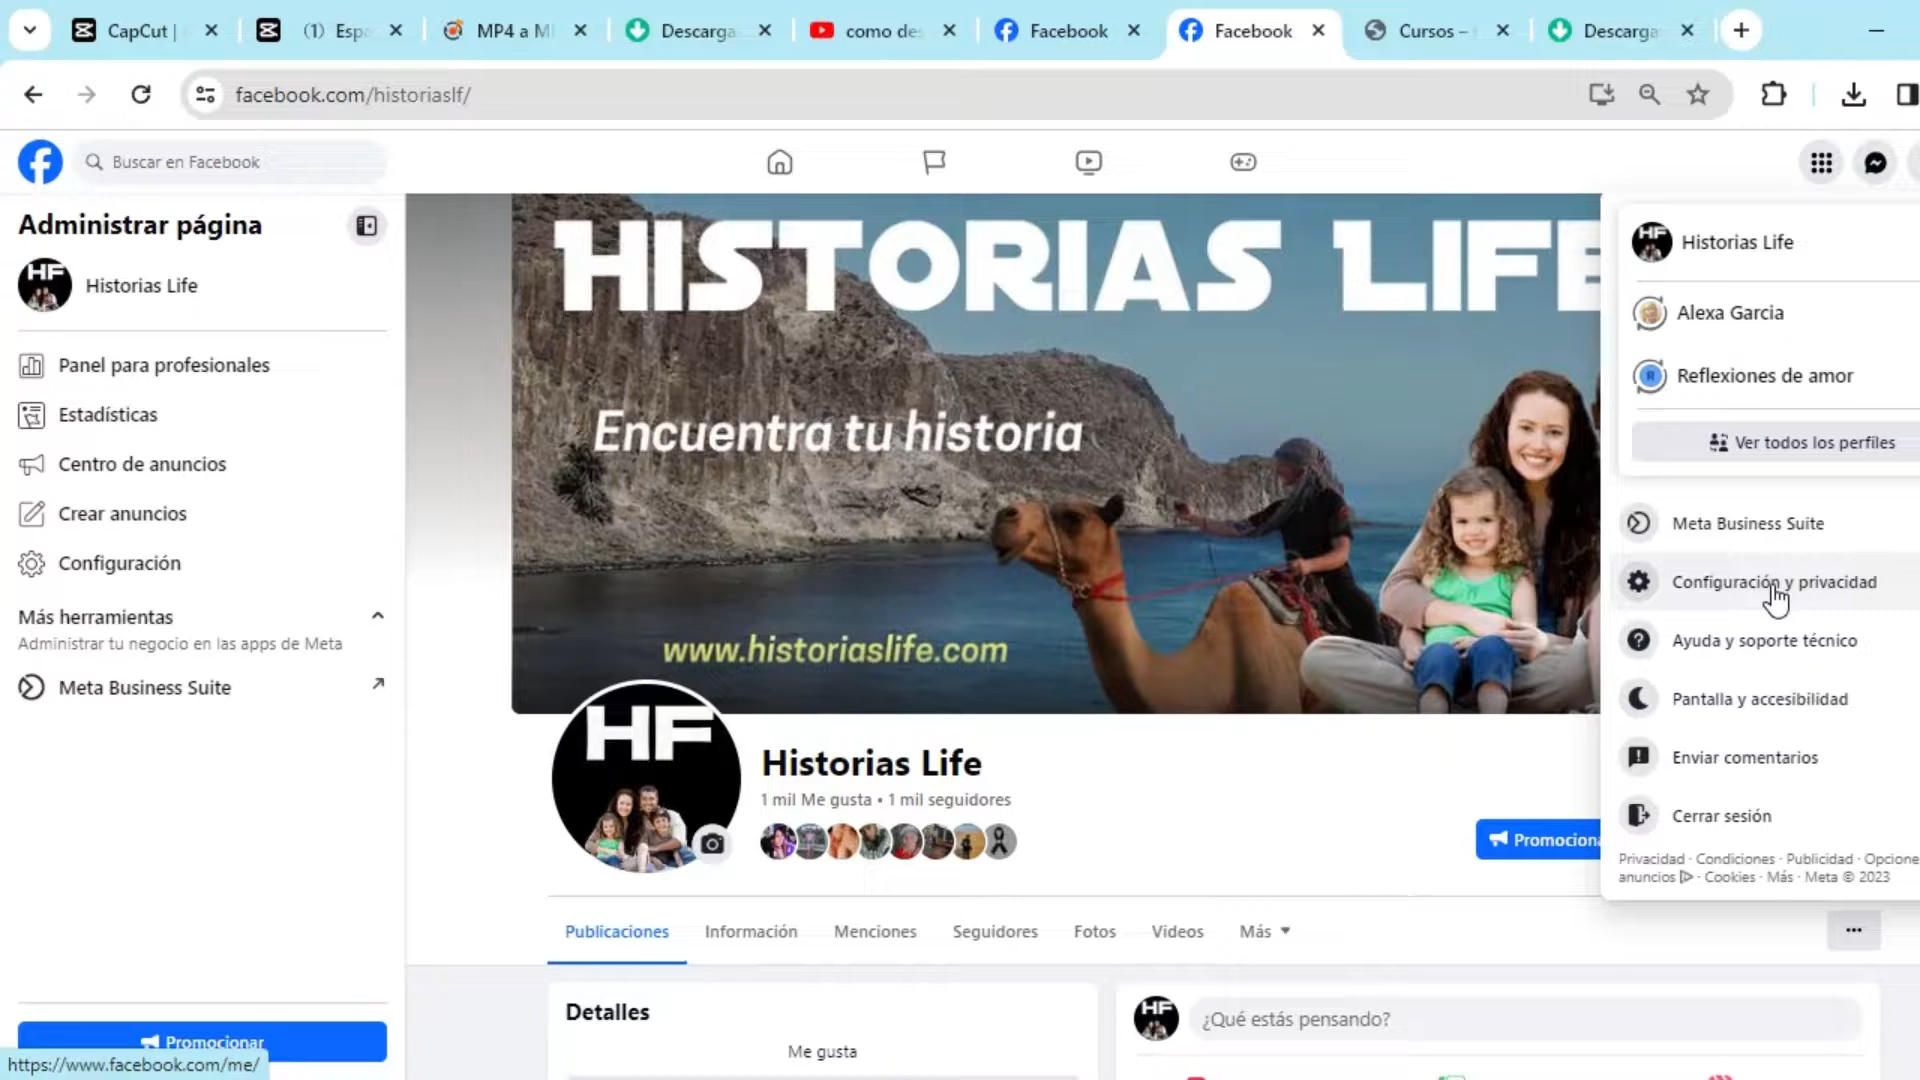 CapCut |
(1) Espa
MP4 a M
Descarga
como de
Facebook
Facebook
Cursos –
Descarga
facebook.com/historiaslf/
Buscar en Facebook
Administrar página
Historias Life
Panel para profesionales
Estadísticas
Centro de anuncios
Crear anuncios
Configuración
Más herramientas
Administrar tu negocio en las apps de Meta
Meta Business Suite
Promocionar
https://www.facebook.com/me/
HISTORIAS LIFE
Encuentra tu historia
www.historiaslife.com
HF
Historias Life
1 mil Me gusta • 1 mil seguidores
Promociona
Publicaciones
Información
Menciones
Seguidores
Fotos
Videos
Más
Detalles
Me gusta
HF
¿Qué estás pensando?
HF
Historias Life
Alexa Garcia
R
Reflexiones de amor
Ver todos los perfiles
Meta Business Suite
Configuración y privacidad
Ayuda y soporte técnico
Pantalla y accesibilidad
Enviar comentarios
Cerrar sesión
Privacidad · Condiciones · Publicidad · Opcione
anuncios · Cookies · Más · Meta © 2023